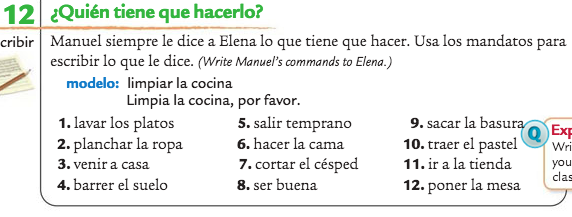 12 ¿Quién tiene que hacerlo?
cribir
Manuel siempre le dice a Elena lo que tiene que hacer. Usa los mandatos para
escribir lo que le dice. (Write Manuel's commands to Elena.)
modelo: limpiar la cocina
Limpia la cocina, por favor.
1. lavar los platos
2. planchar la ropa
3. venir a casa
4. barrer el suelo
5. salir temprano
6. hacer la cama
7. cortar el césped
8. ser buena
9. sacar la basura
10. traer el pastel
11. ir a la tienda
12. poner la mesa
Q Exp
Wri
you
clas